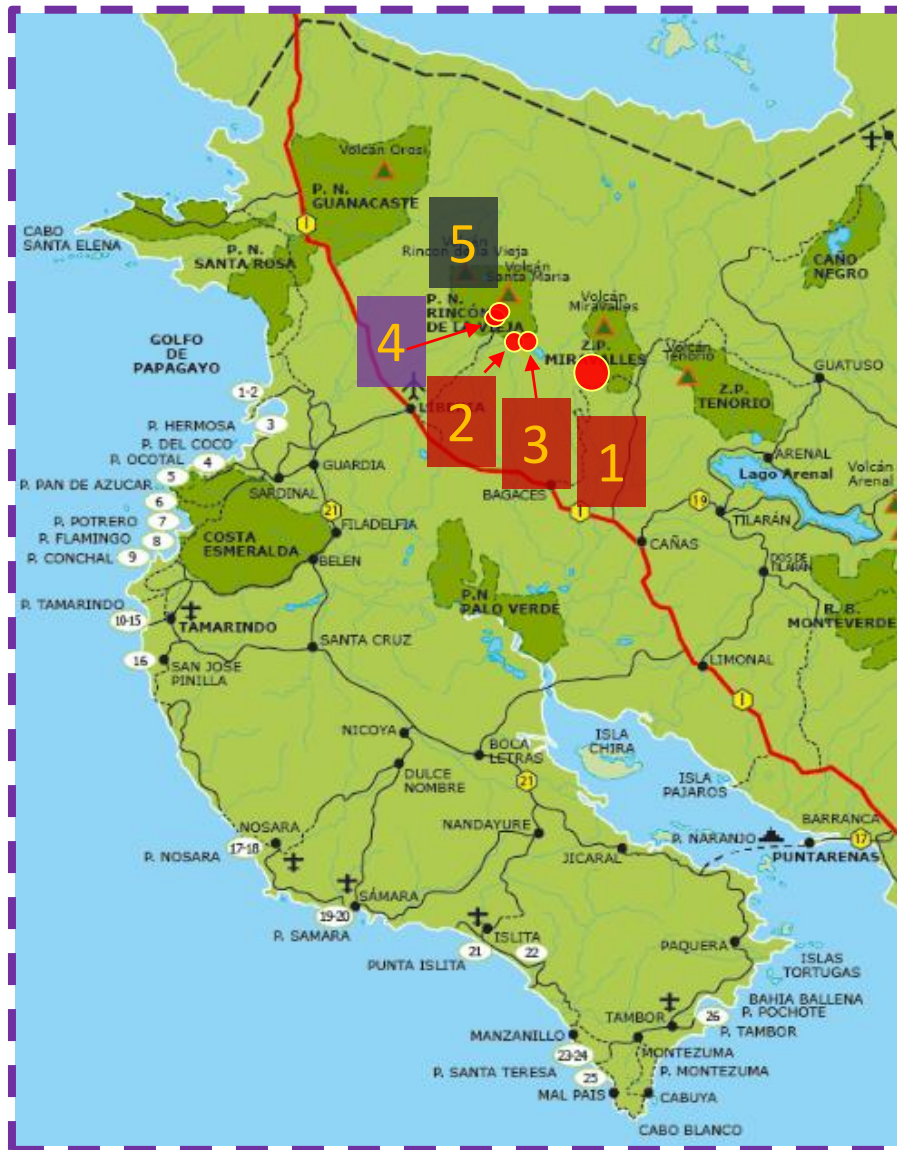 Volcán Orosi
P. N.
GUANACASTE
1
CABO
SANTA ELENA
P. N.
SANTA ROSA
5
Rincón de la Vieja
Volcán
Santa Maria
P. N.
RINCÓN
DE LA VIEJA
CAÑO
NEGRO
Volcán
Miravalles
Z.P.
MIRAVALLES
Volcán
Tenorio
Z.P.
TENORIO
GUATUSO
GOLFO
DE
PAPAGAYO
4
2
3
1
1-2
LIBERIA
P. HERMOSA
3
P. DEL COCO
P. OCOTAL
4
P. PAN DE AZUCAR
5
SARDINAL
GUARDIA
BAGACES
1
ARENAL
Lago Arenal
Volcán
Arenal
19
TILARÁN
6
P. POTRERO
7
P. FLAMINGO
8
P. CONCHAL
9
COSTA
ESMERALDA
21
FILADELFIA
BELEN
CAÑAS
DOS DE
TILARÁN
P.N
PALO VERDE
R. B.
MONTEVERDE
P. TAMARINDO
10-15
TAMARINDO
16
SAN JOSE
PINILLA
SANTA CRUZ
LIMONAL
1
NICOYA
BOCA
LETRAS
ISLA
CHIRA
DULCE
NOMBRE
21
ISLA
PAJAROS
NOSARA
P. NOSARA
17-18
NANDAYURE
JICARAL
P. NARANJO
BARRANCA
17
PUNTARENAS
SÁMARA
19-20
P. SAMARA
ISLITA
21
22
PUNTA ISLITA
PAQUERA
ISLAS
TORTUGAS
BAHIA BALLENA
P. POCHOTE
26
P. TAMBOR
TAMBOR
MANZANILLO
23-24
P. SANTA TERESA
25
MONTEZUMA
P. MONTEZUMA
MAL PAIS
CABUYA
CABO BLANCO